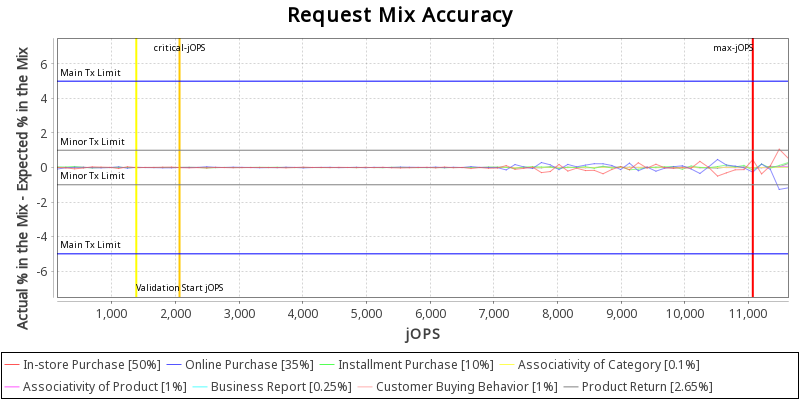 Request Mix Accuracy
Actual % in the Mix - Expected % in the Mix
6
4
2
0
-2
-4
-6
critical-jOPS
max-jOPS
Main Tx Limit
Minor Tx Limit
Minor Tx Limit
Main Tx Limit
Validation Start jOPS
1,000 2,000 3,000 4,000 5,000 6,000 7,000 8,000 9,000 10,000 11,000
jOPS
In-store Purchase [50%] Online Purchase [35%] Installment Purchase [10%] Associativity of Category [0.1%]
Associativity of Product [1%] Business Report [0.25%] Customer Buying Behavior [1%] Product Return [2.65%]